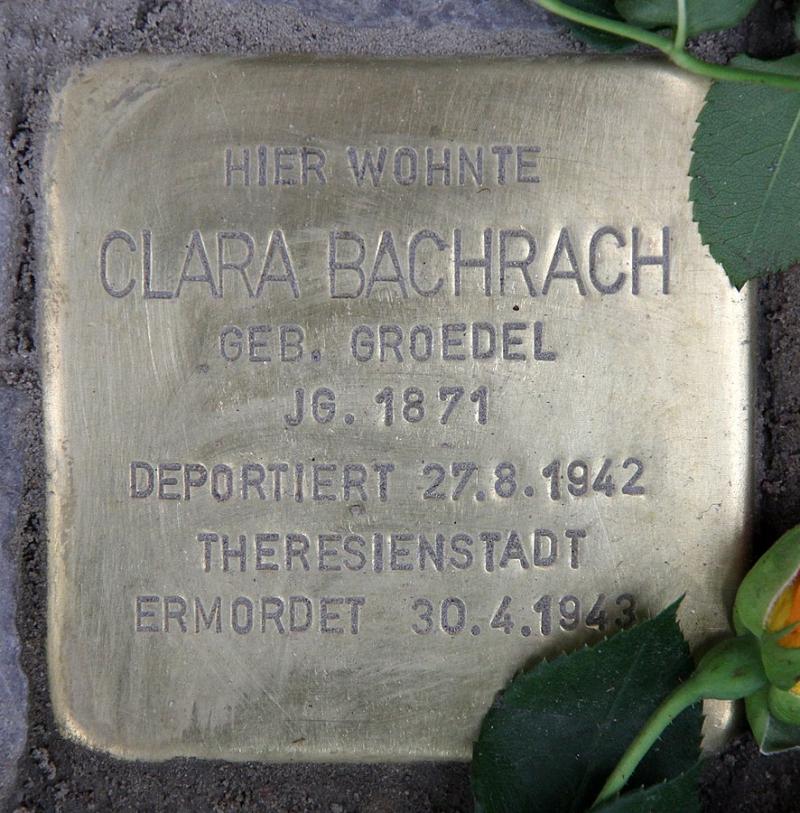 HIER WOHNTE
CLARA BACHRACH
GEB. GROEDEL
JG. 1871
DEPORTIERT 27.8.1942
THERESIENSTADT
ERMORDET 30.4.1943